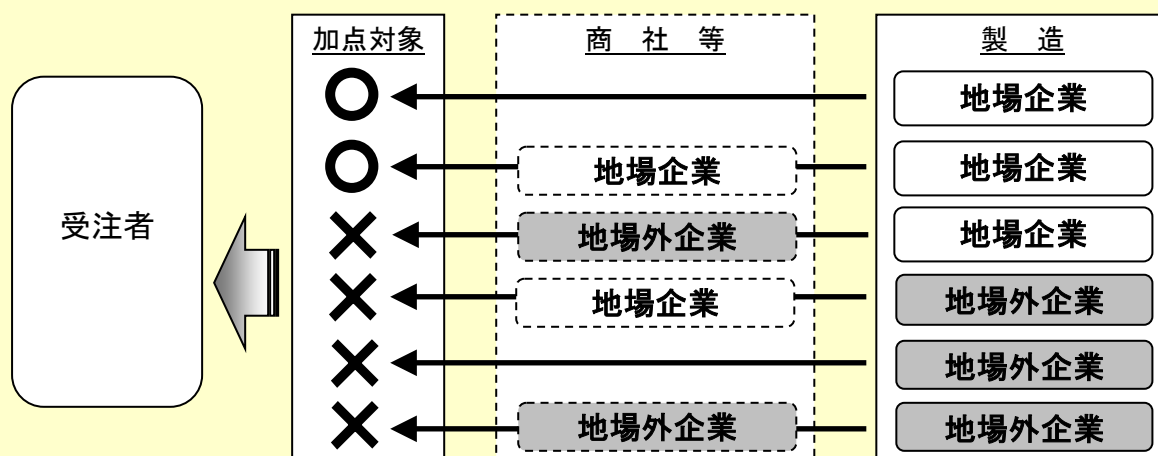 加点対象 商　社　等 製　造
○ 地場企業
○ 地場企業 地場企業
× 地場外企業 地場企業
受注者
× 地場企業 地場外企業
× 地場外企業
× 地場外企業 地場外企業